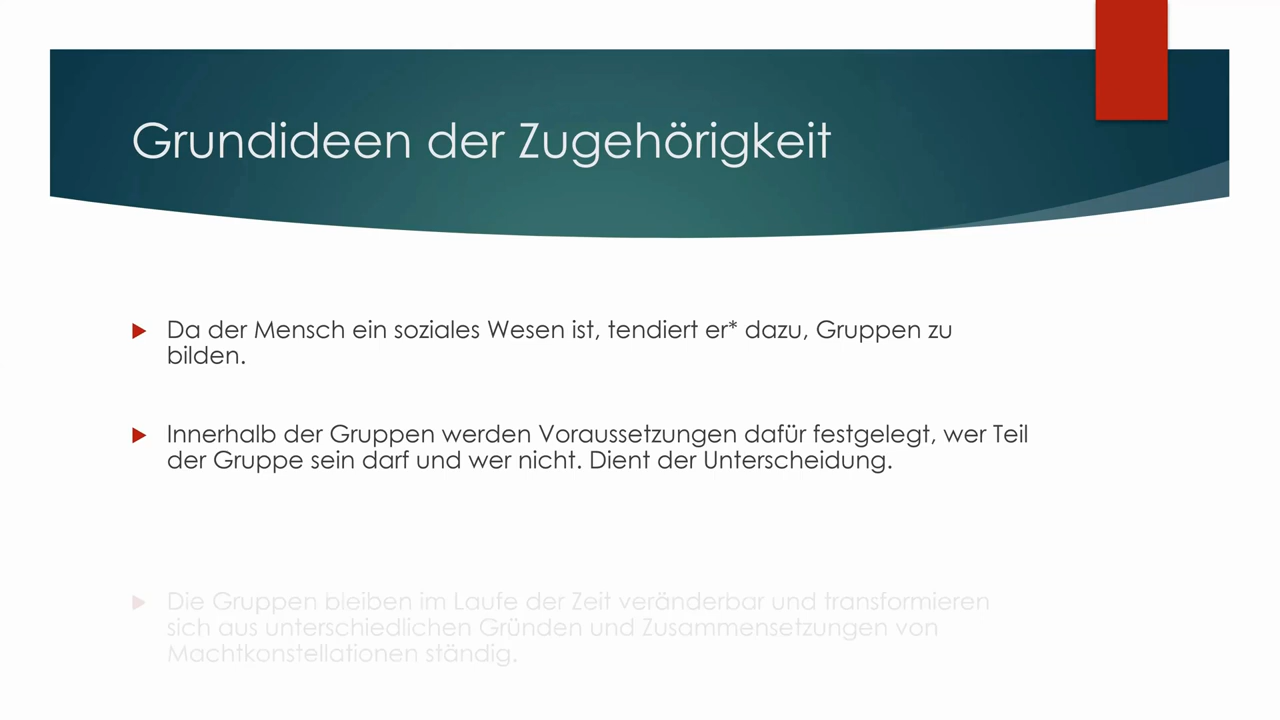 Grundideen der Zugehörigkeit
Da der Mensch ein soziales Wesen ist, tendiert er* dazu, Gruppen zu
bilden.
Innerhalb der Gruppen werden Voraussetzungen dafür festgelegt, wer Teil
der Gruppe sein darf und wer nicht. Dient der Unterscheidung.
Die Gruppen bleiben im Laufe der Zeit veränderbar und transformieren
sich aus unterschiedlichen Gründen und Zusammensetzungen von
Machtkonstellationen ständig.